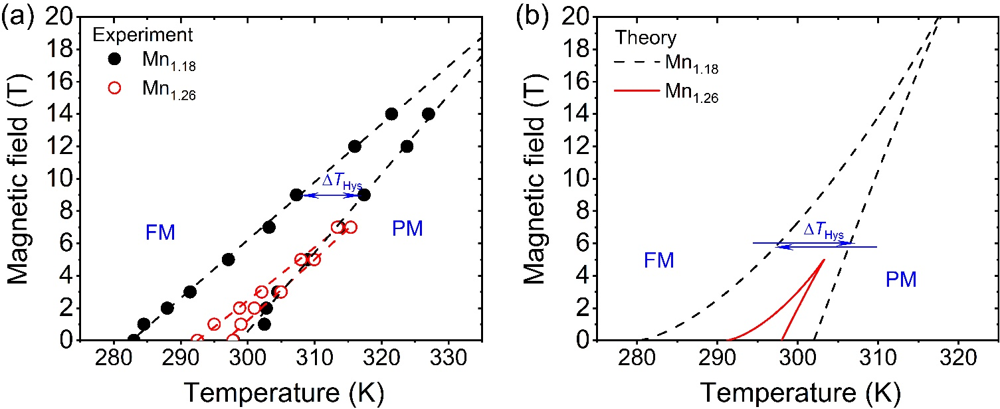 (a)
20
18
16
14
12
10
8
6
4
2
0
Magnetic field (T)
Experiment
Mn1.18
Mn1.26
ΔTHys
FM
PM
280 290 300 310 320 330
Temperature (K)
(b)
20
18
16
14
12
10
8
6
4
2
0
Magnetic field (T)
Theory
Mn1.18
Mn1.26
ΔTHys
FM
PM
280 290 300 310 320
Temperature (K)